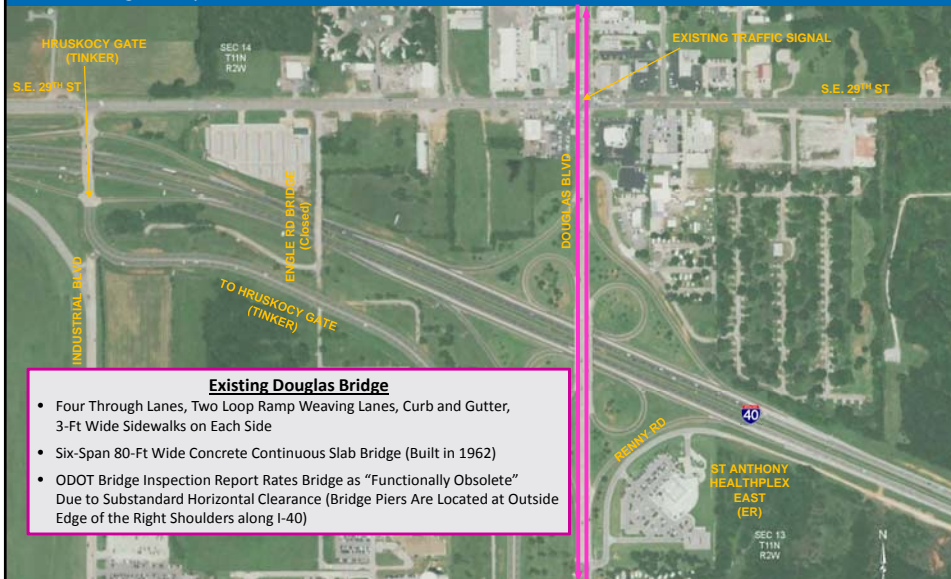 HRUSKOCY GATE
(TINKER)
SEC 14
T11N
R2W
EXISTING TRAFFIC SIGNAL
S.E. 29TH ST
S.E. 29TH ST
ENGLE RD BRIDGE
(Closed)
DOUGLAS BLVD
INDUSTRIAL BLVD
TO HRUSKOCY GATE
(TINKER)
Existing Douglas Bridge
• Four Through Lanes, Two Loop Ramp Weaving Lanes, Curb and Gutter,
3-Ft Wide Sidewalks on Each Side
• Six-Span 80-Ft Wide Concrete Continuous Slab Bridge (Built in 1962)
• ODOT Bridge Inspection Report Rates Bridge as “Functionally Obsolete”
Due to Substandard Horizontal Clearance (Bridge Piers Are Located at Outside
Edge of the Right Shoulders along I-40)
40
RENNY RD
ST ANTHONY
HEALTHPLEX
EAST
(ER)
SEC 13
T11N
R2W
N